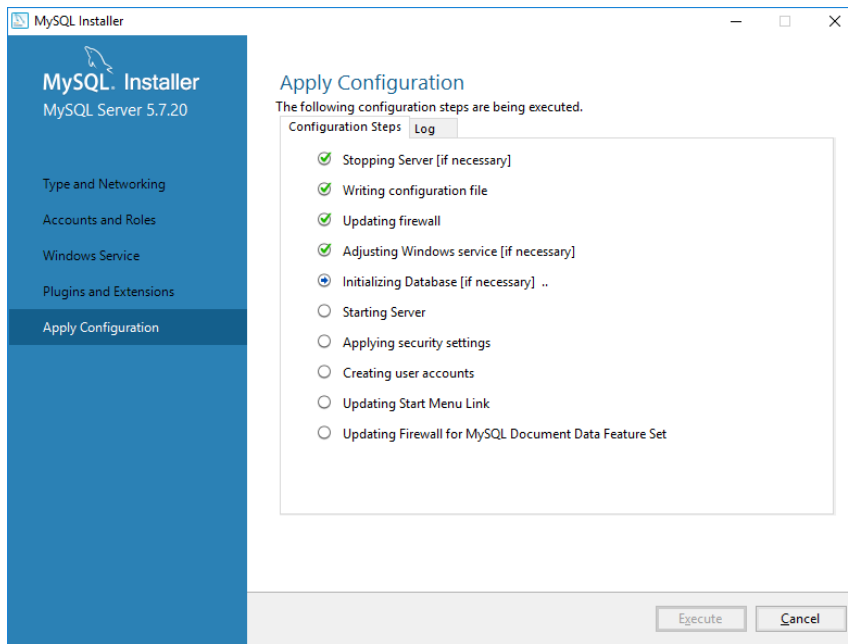 MySQL Installer
MySQL. Installer
MySQL Server 5.7.20
Type and Networking
Accounts and Roles
Windows Service
Plugins and Extensions
Apply Configuration
Apply Configuration
The following configuration steps are being executed.
Configuration Steps Log
Stopping Server [if necessary]
Writing configuration file
Updating firewall
Adjusting Windows service [if necessary]
Initializing Database [if necessary] ..
Starting Server
Applying security settings
Creating user accounts
Updating Start Menu Link
Updating Firewall for MySQL Document Data Feature Set
Execute Cancel